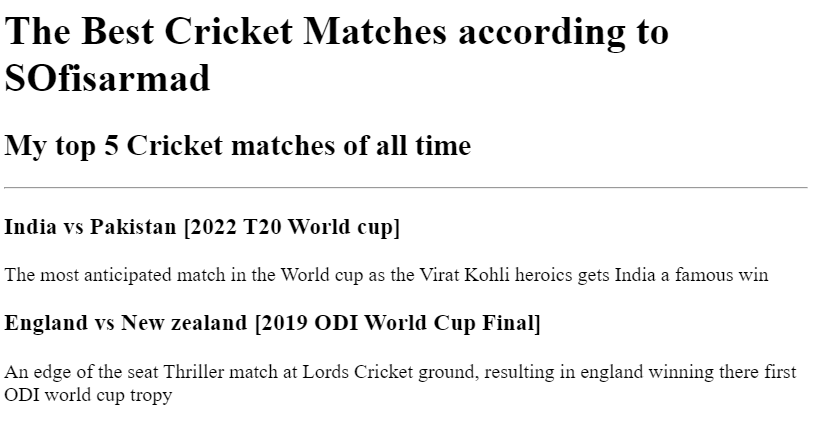 The Best Cricket Matches according to
SOfisarmad
My top 5 Cricket matches of all time
India vs Pakistan [2022 T20 World cup]
The most anticipated match in the World cup as the Virat Kohli heroics gets India a famous win
England vs New zealand [2019 ODI World Cup Final]
An edge of the seat Thriller match at Lords Cricket ground, resulting in england winning there first
ODI world cup tropy